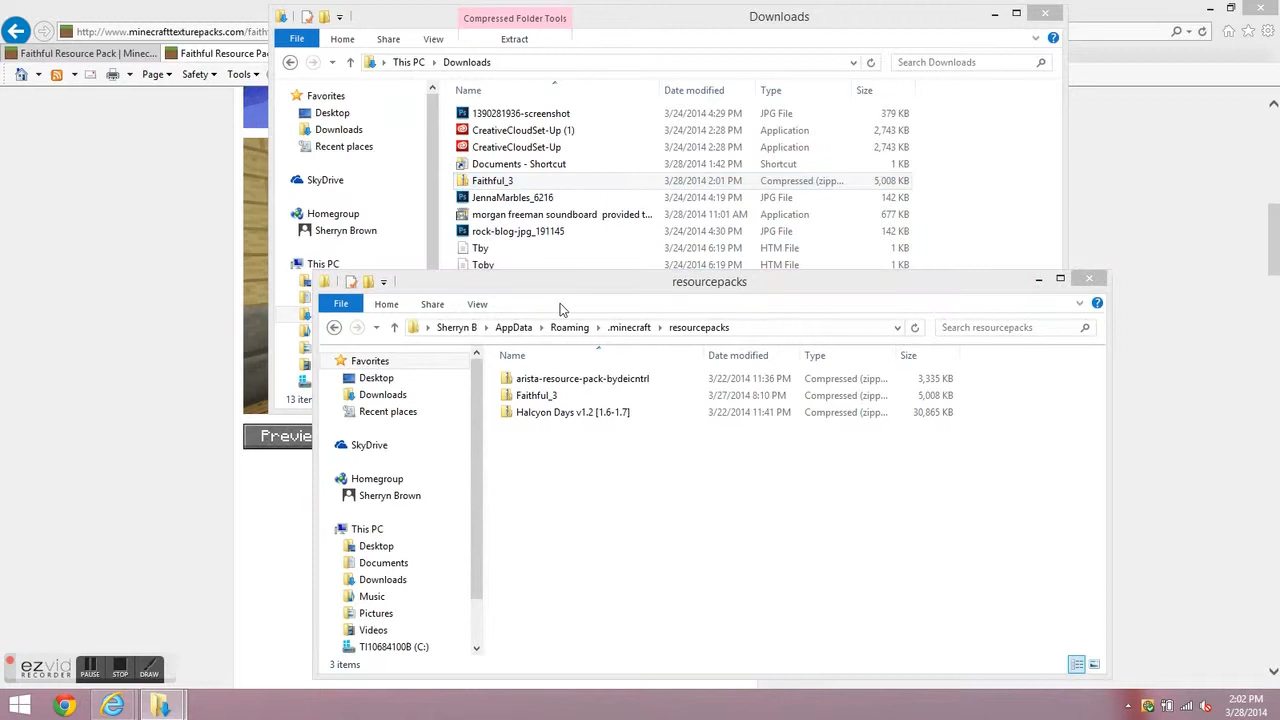 Compressed Folder Tools
Downloads
http://www.minecrafttexturepacks.com/faith
File Home Share View Extract
Faithful Resource Pack | Minec...
Faithful Resource Pa
This PC Downloads
Search Downloads
Page Safety Tools
Favorites
Desktop
Downloads
Recent places
SkyDrive
Homegroup
Sherryn Brown
This PC
Name Date modified Type Size
1390281936-screenshot 3/24/2014 4:29 PM JPG File 379 KB
CreativeCloudSet-Up (1) 3/24/2014 2:28 PM Application 2,743 KB
CreativeCloudSet-Up 3/24/2014 2:28 PM Application 2,743 KB
Documents - Shortcut 3/28/2014 1:42 PM Shortcut 1 KB
Faithful_3 3/28/2014 2:01 PM Compressed (zipp... 5,008 KB
JennaMarbles_6216 3/24/2014 4:19 PM JPG File 142 KB
morgan freeman soundboard provided t... 3/28/2014 11:01 AM Application 677 KB
rock-blog-jpg_191145 3/24/2014 4:30 PM JPG File 142 KB
Tby 3/24/2014 6:19 PM HTM File 1 KB
Toby 3/24/2014 6:19 PM HTM File 1 KB
13 iten
Previe
resourcepacks
File Home Share View
Sherryn B AppData Roaming .minecraft resourcepacks
Search resourcepacks
Favorites
Desktop
Downloads
Recent places
SkyDrive
Homegroup
Sherryn Brown
This PC
Desktop
Documents
Downloads
Music
Pictures
Videos
TI10684100B (C:)
Name Date modified Type Size
arista-resource-pack-bydeicntrl 3/22/2014 11:36 PM Compressed (zipp... 3,335 KB
Faithful_3 3/27/2014 8:10 PM Compressed (zipp... 5,008 KB
Halcyon Days v1.2 [1.6-1.7] 3/22/2014 11:41 PM Compressed (zipp... 30,865 KB
3 items
ezvid
RECORDER
PAUSE STOP DRAW
2:02 PM
3/28/2014